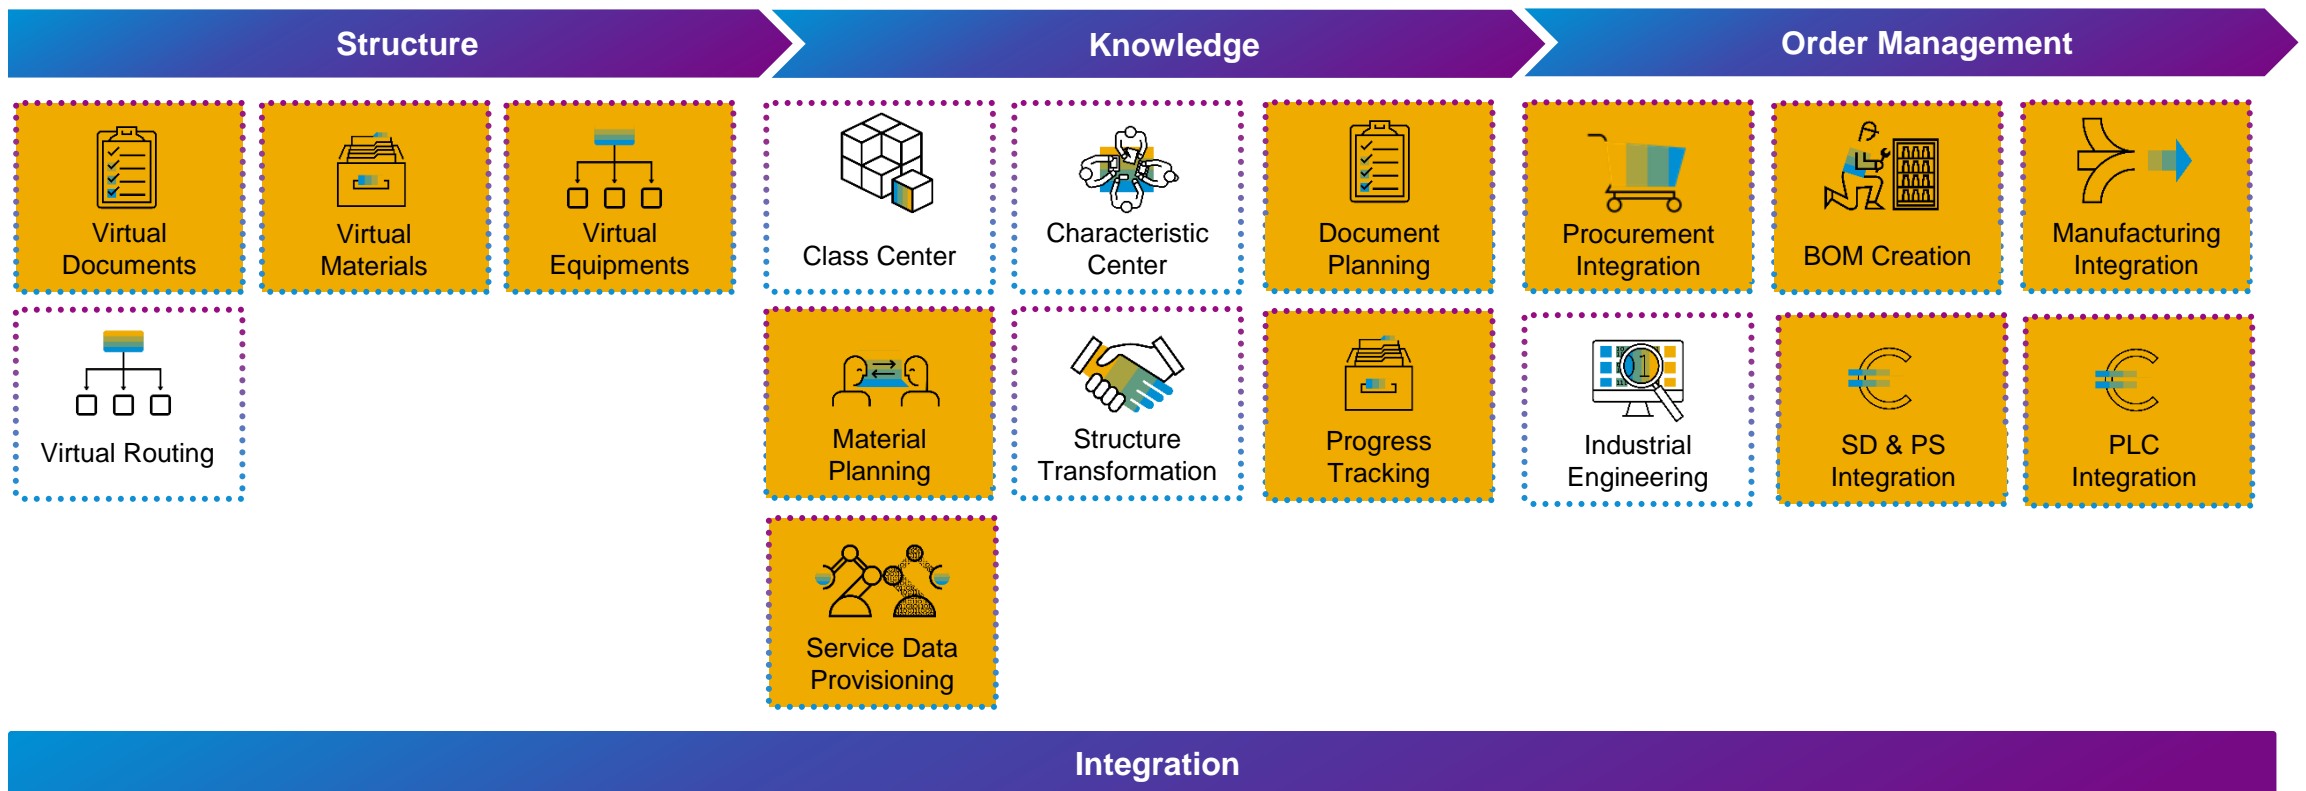 Structure
Knowledge
Order Management
Virtual
Documents
Virtual
Materials
Virtual
Equipments
Class Center
Characteristic
Center
Document
Planning
Procurement
Integration
BOM Creation
Manufacturing
Integration
Virtual Routing
Material
Planning
Structure
Transformation
Progress
Tracking
Industrial
Engineering
SD & PS
Integration
PLC
Integration
Service Data
Provisioning
Integration